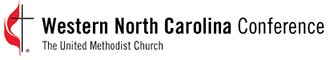 Western North Carolina Conference
The United Methodist Church
®